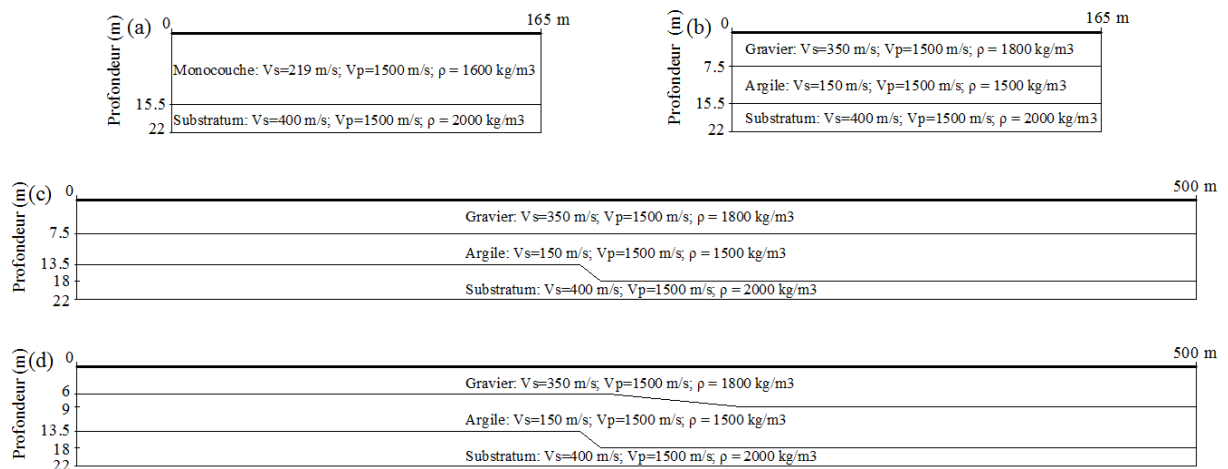 (a)
0
165 m
Profondeur (m)
Monocouche: Vs=219 m/s; Vp=1500 m/s; ρ = 1600 kg/m3
15.5
Substratum: Vs=400 m/s; Vp=1500 m/s; ρ = 2000 kg/m3
22
(b)
0
165 m
Profondeur (m)
Gravier: Vs=350 m/s; Vp=1500 m/s; ρ = 1800 kg/m3
7.5
Argile: Vs=150 m/s; Vp=1500 m/s; ρ = 1500 kg/m3
15.5
Substratum: Vs=400 m/s; Vp=1500 m/s; ρ = 2000 kg/m3
22
(c)
0
500 m
Profondeur (m)
Gravier: Vs=350 m/s; Vp=1500 m/s; ρ = 1800 kg/m3
7.5
Argile: Vs=150 m/s; Vp=1500 m/s; ρ = 1500 kg/m3
13.5
18
Substratum: Vs=400 m/s; Vp=1500 m/s; ρ = 2000 kg/m3
22
(d)
0
500 m
Profondeur (m)
Gravier: Vs=350 m/s; Vp=1500 m/s; ρ = 1800 kg/m3
6
9
Argile: Vs=150 m/s; Vp=1500 m/s; ρ = 1500 kg/m3
13.5
18
Substratum: Vs=400 m/s; Vp=1500 m/s; ρ = 2000 kg/m3
22